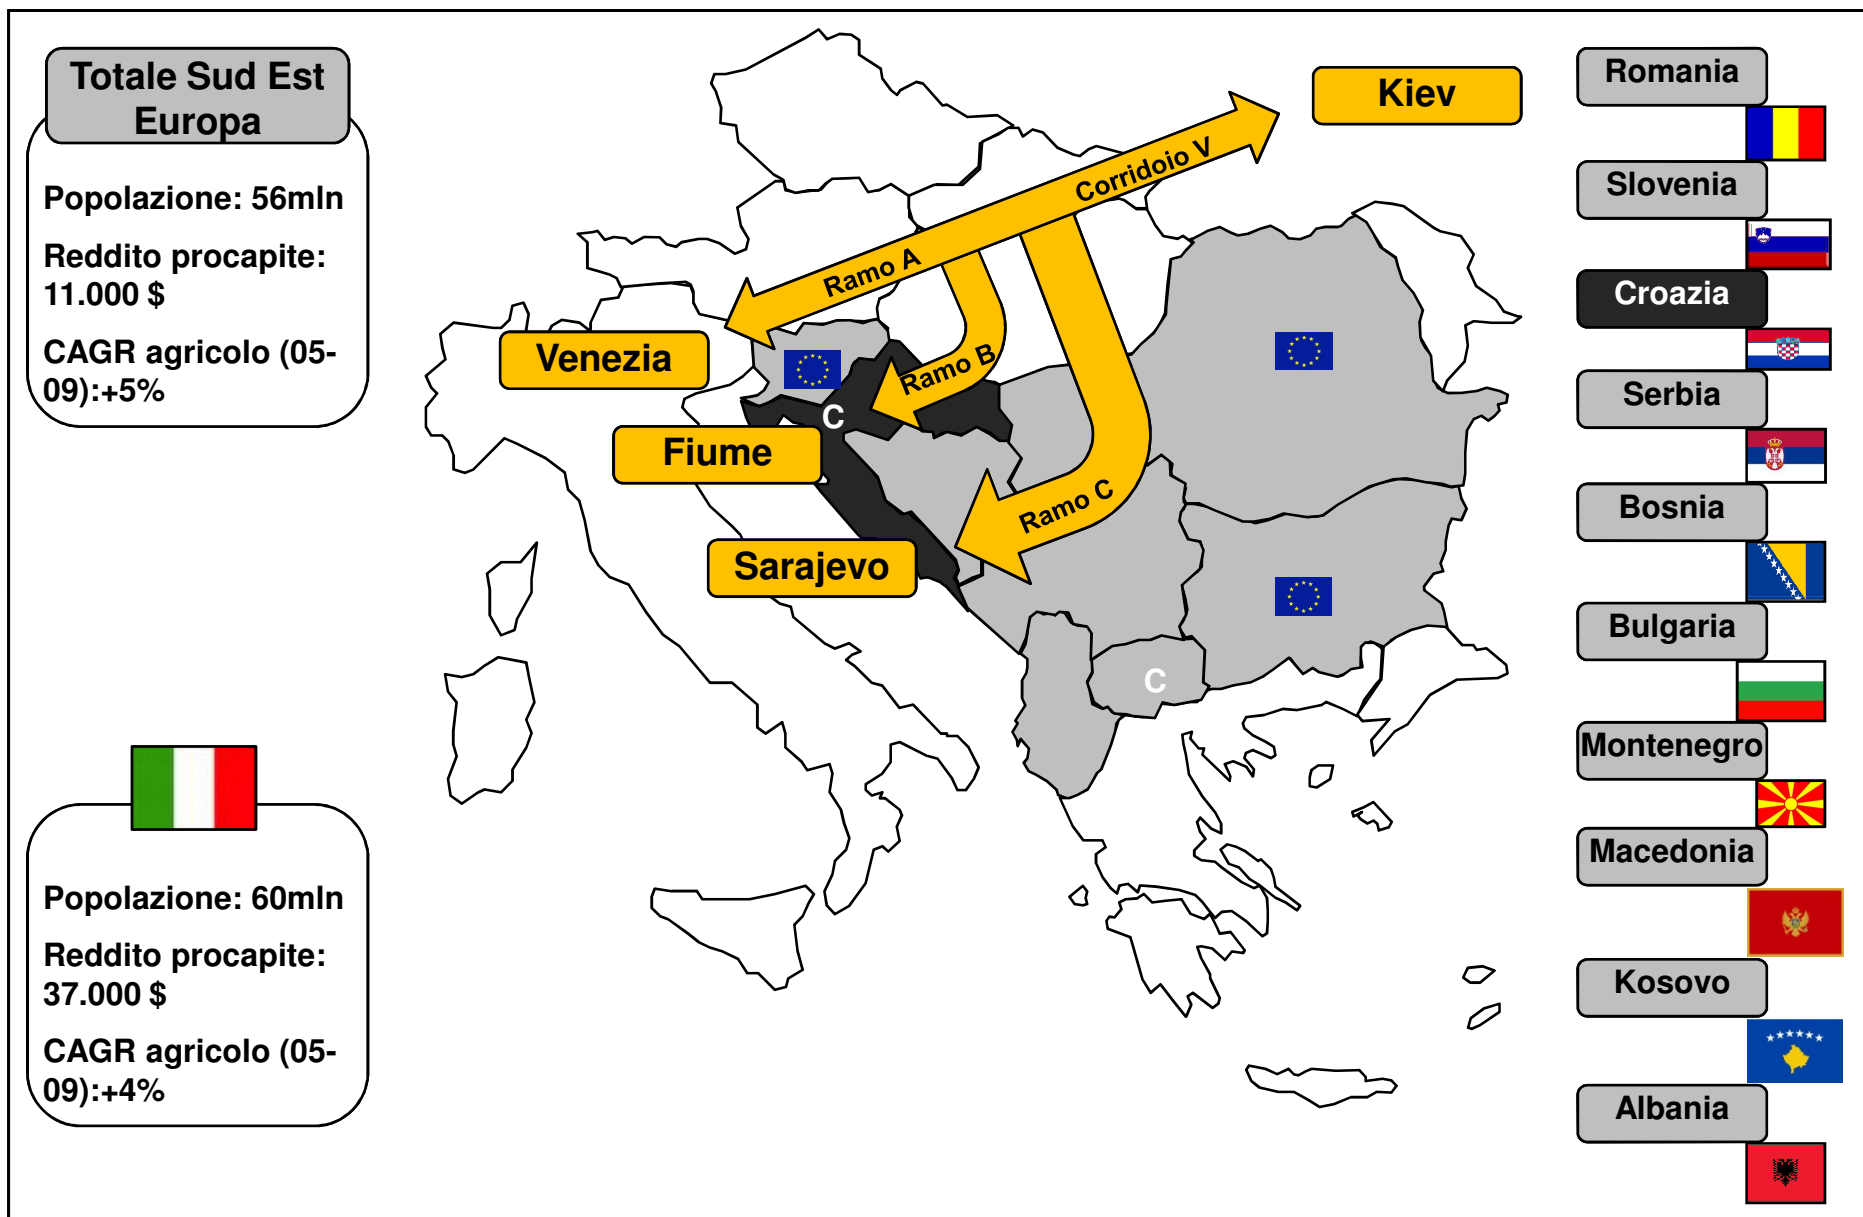 Totale Sud Est
Europa
Popolazione: 56mln
Reddito procapite:
11.000 $
CAGR agricolo (05-
09):+5%
Popolazione: 60mln
Reddito procapite:
37.000 $
CAGR agricolo (05-
09):+4%
Kiev
Corridoio V
Ramo A
Venezia
Ramo B
C
Fiume
Ramo C
Sarajevo
C
Romania
Slovenia
Croazia
Serbia
Bosnia
Bulgaria
Montenegro
Macedonia
Kosovo
Albania